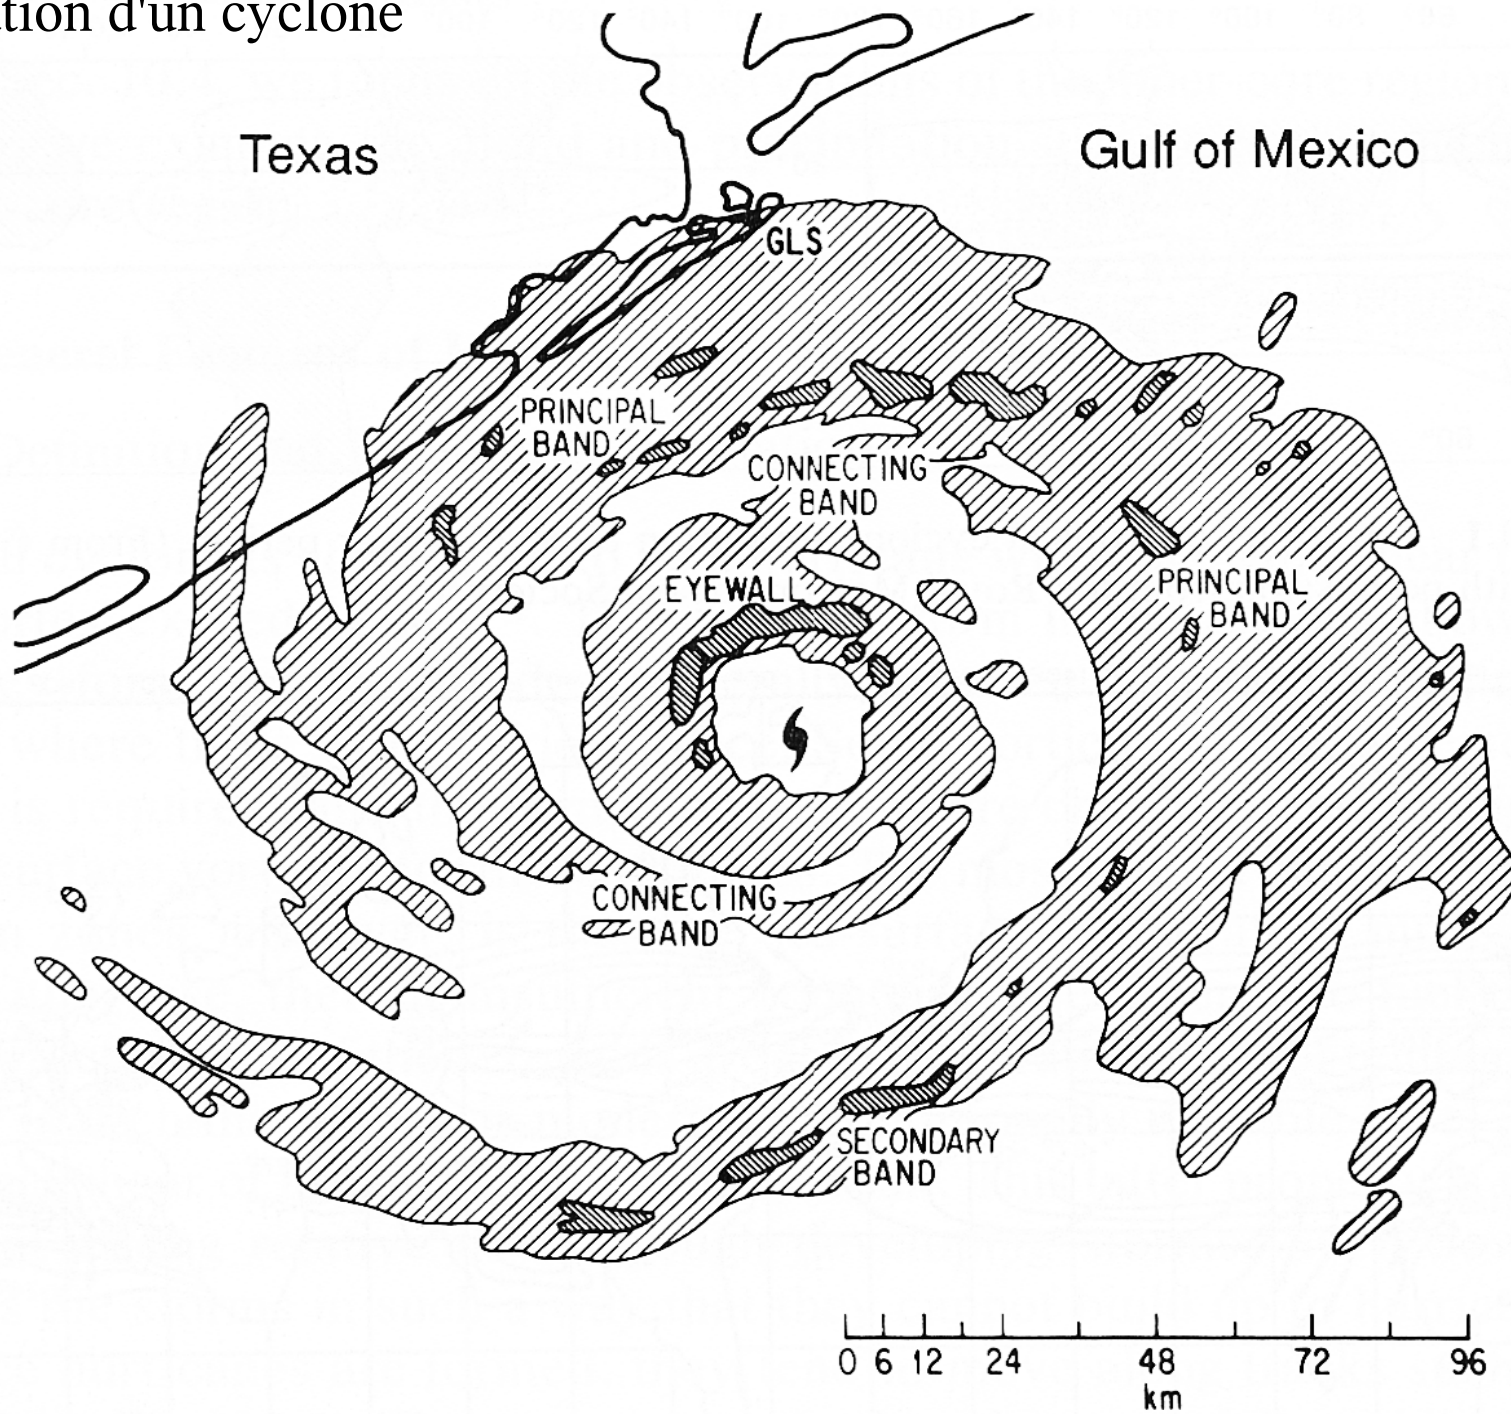 d'un cyclone
Texas
Gulf of Mexico
GLS
PRINCIPAL
BAND
CONNECTING
BAND
EYEWALL
PRINCIPAL
BAND
CONNECTING
BAND
SECONDARY
BAND
0 6 12 24 48 72 96
km